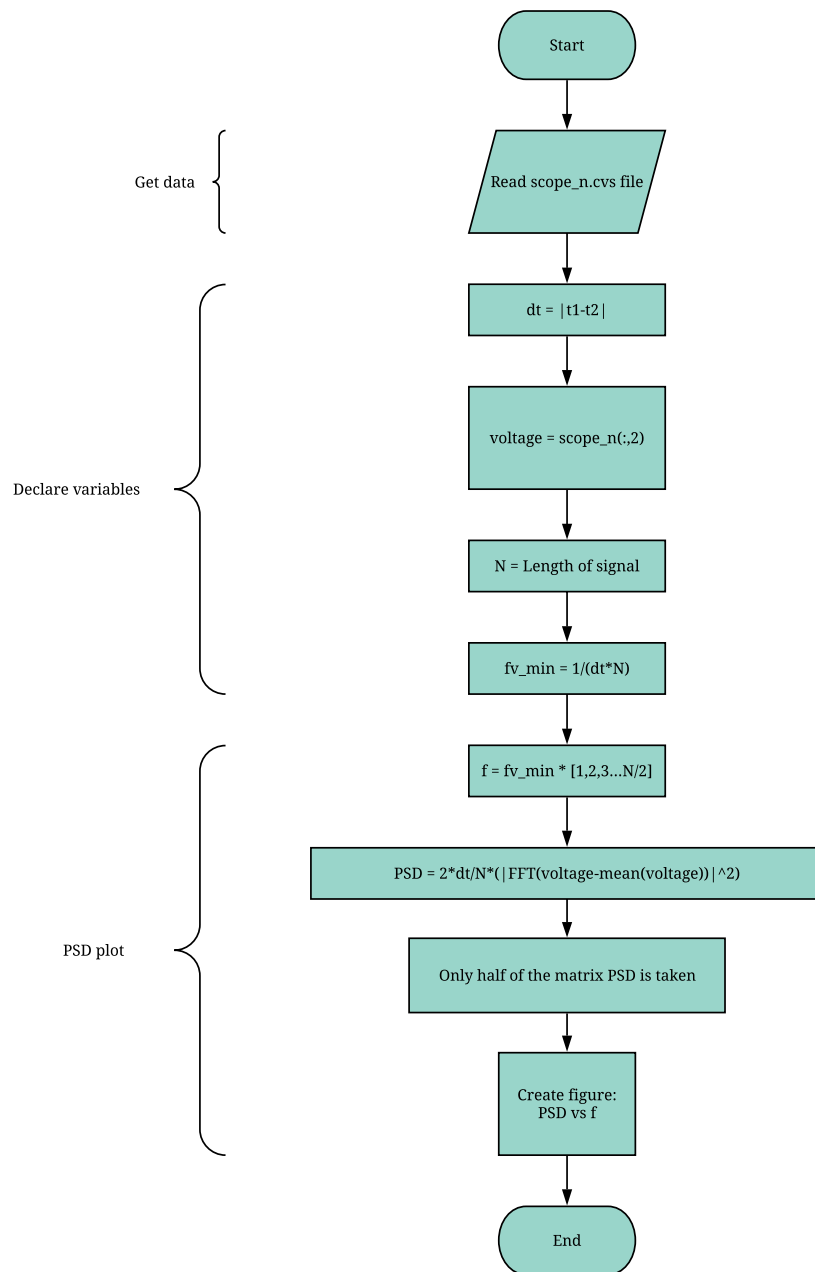 Start
Get data
Read scope_n.cvs file
dt = |t1-t2|
voltage = scope_n(:,2)
Declare variables
N = Length of signal
fv_min = 1/(dt*N)
f = fv_min * [1,2,3...N/2]
PSD = 2*dt/N*(|FFT(voltage-mean(voltage))|^2)
PSD plot
Only half of the matrix PSD is taken
Create figure:
PSD vs f
End